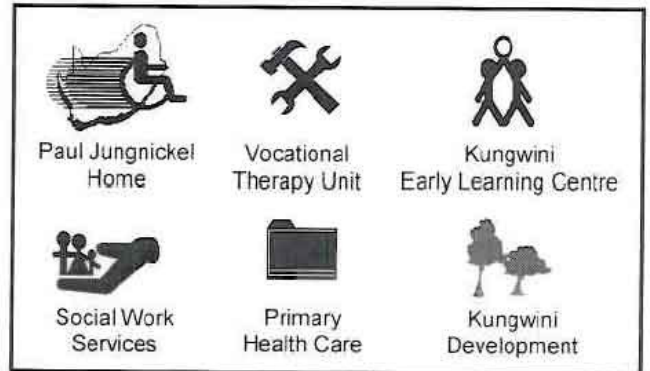 Paul Jungnickel
Home
Vocational
Therapy Unit
Kungwini
Early Learning Centre
Social Work
Services
Primary
Health Care
Kungwini
Development